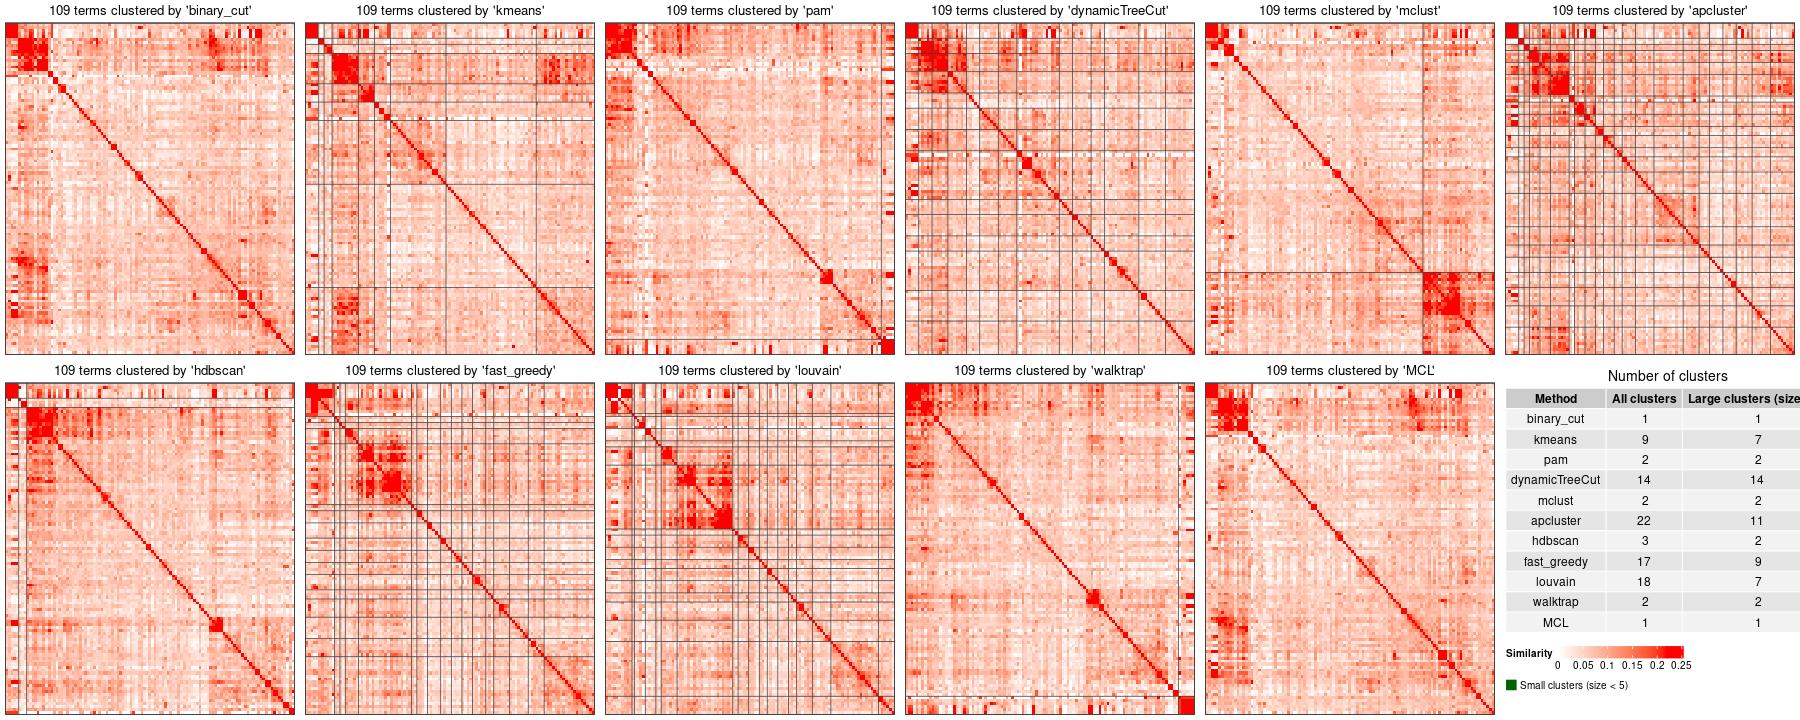 109 terms clustered by 'binary_cut'
109 terms clustered by 'kmeans'
109 terms clustered by 'pam'
109 terms clustered by 'dynamicTreeCut'
109 terms clustered by 'mclust'
109 terms clustered by 'apcluster'
109 terms clustered by 'hdbscan'
109 terms clustered by 'fast_greedy'
109 terms clustered by 'louvain'
109 terms clustered by 'walktrap'
109 terms clustered by 'MCL'
Number of clusters
Method All clusters Large clusters (size
binary_cut 1 1
kmeans 9 7
pam 2 2
dynamicTreeCut 14 14
mclust 2 2
apcluster 22 11
hdbscan 3 2
fast_greedy 17 9
louvain 18 7
walktrap 2 2
MCL 1 1
Similarity
0 0.05 0.1 0.15 0.2 0.25
Small clusters (size < 5)